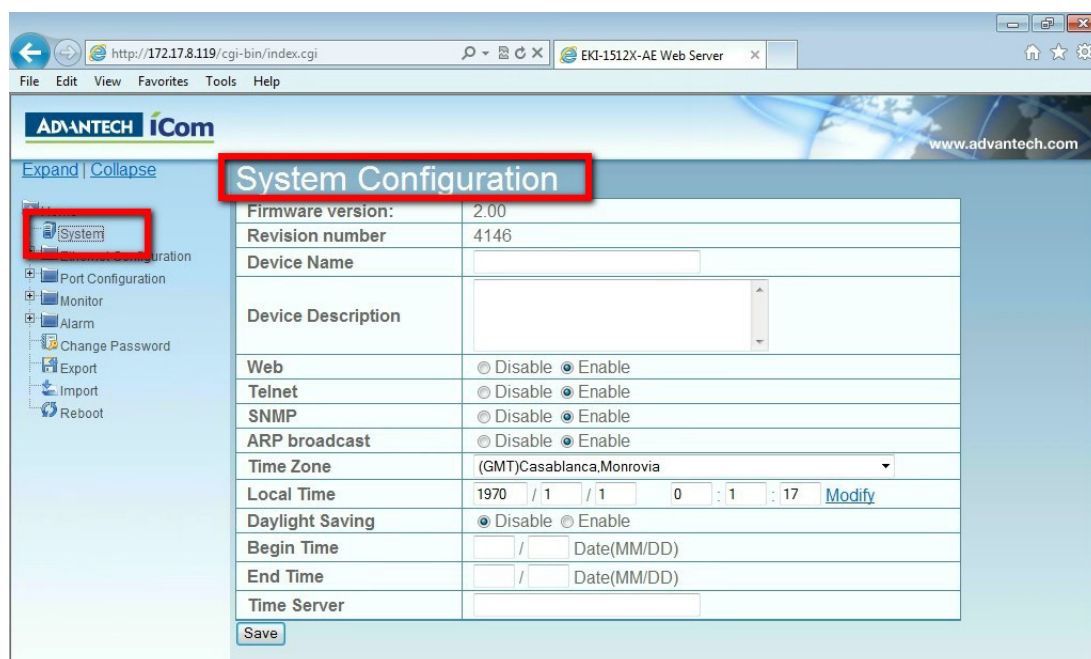 http://172.17.8.119/cgi-bin/index.cgi
EKI-1512X-AE Web Server
File Edit View Favorites Tools Help
ADVANTECH iCom
www.advantech.com
Expand | Collapse
System Configuration
Home
System
Ethernet Configuration
Port Configuration
Monitor
Alarm
Change Password
Export
Import
Reboot
Firmware version: 2.00
Revision number 4146
Device Name
Device Description
Web Disable Enable
Telnet Disable Enable
SNMP Disable Enable
ARP broadcast Disable Enable
Time Zone (GMT)Casablanca,Monrovia
Local Time 1970 / 1 / 1 0 : 1 : 17 Modify
Daylight Saving Disable Enable
Begin Time / Date(MM/DD)
End Time / Date(MM/DD)
Time Server
Save